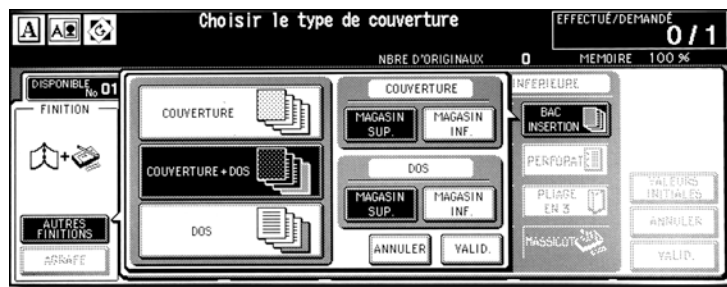 Choisir le type de couverture
EFFECTUÉ/DEMANDÉ
0 / 1
NBRE D'ORIGINAUX 0 MEMOIRE 100 %
DISPONIBLE
No 01
FINITION
AUTRES
FINITIONS
AGRAFE
COUVERTURE
COUVERTURE + DOS
DOS
COUVERTURE
MAGASIN
SUP.
MAGASIN
INF.
DOS
MAGASIN
SUP.
MAGASIN
INF.
ANNULER
VALID.
INFERIEURE
BAC
INSERTION
PERFORAT
PLIAGE
EN 3
MASSICOT
VALEURS
INITIALES
ANNULER
VALID.